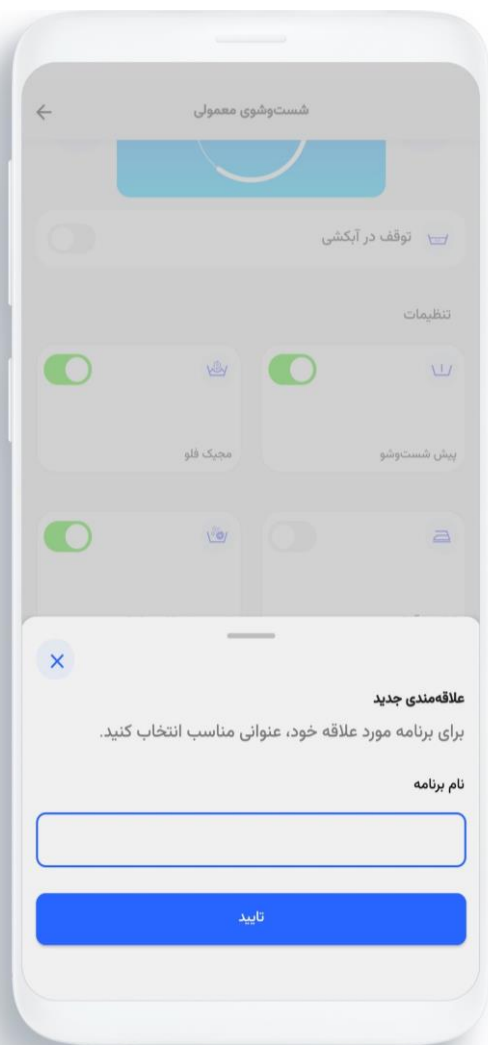 شست‌وشوی معمولی
توقف در آبکشی
تنظیمات
پیش شست‌وشو
مجیک فلو
علاقه‌مندی جدید
برای برنامه مورد علاقه خود، عنوانی مناسب انتخاب کنید.
نام برنامه
تایید